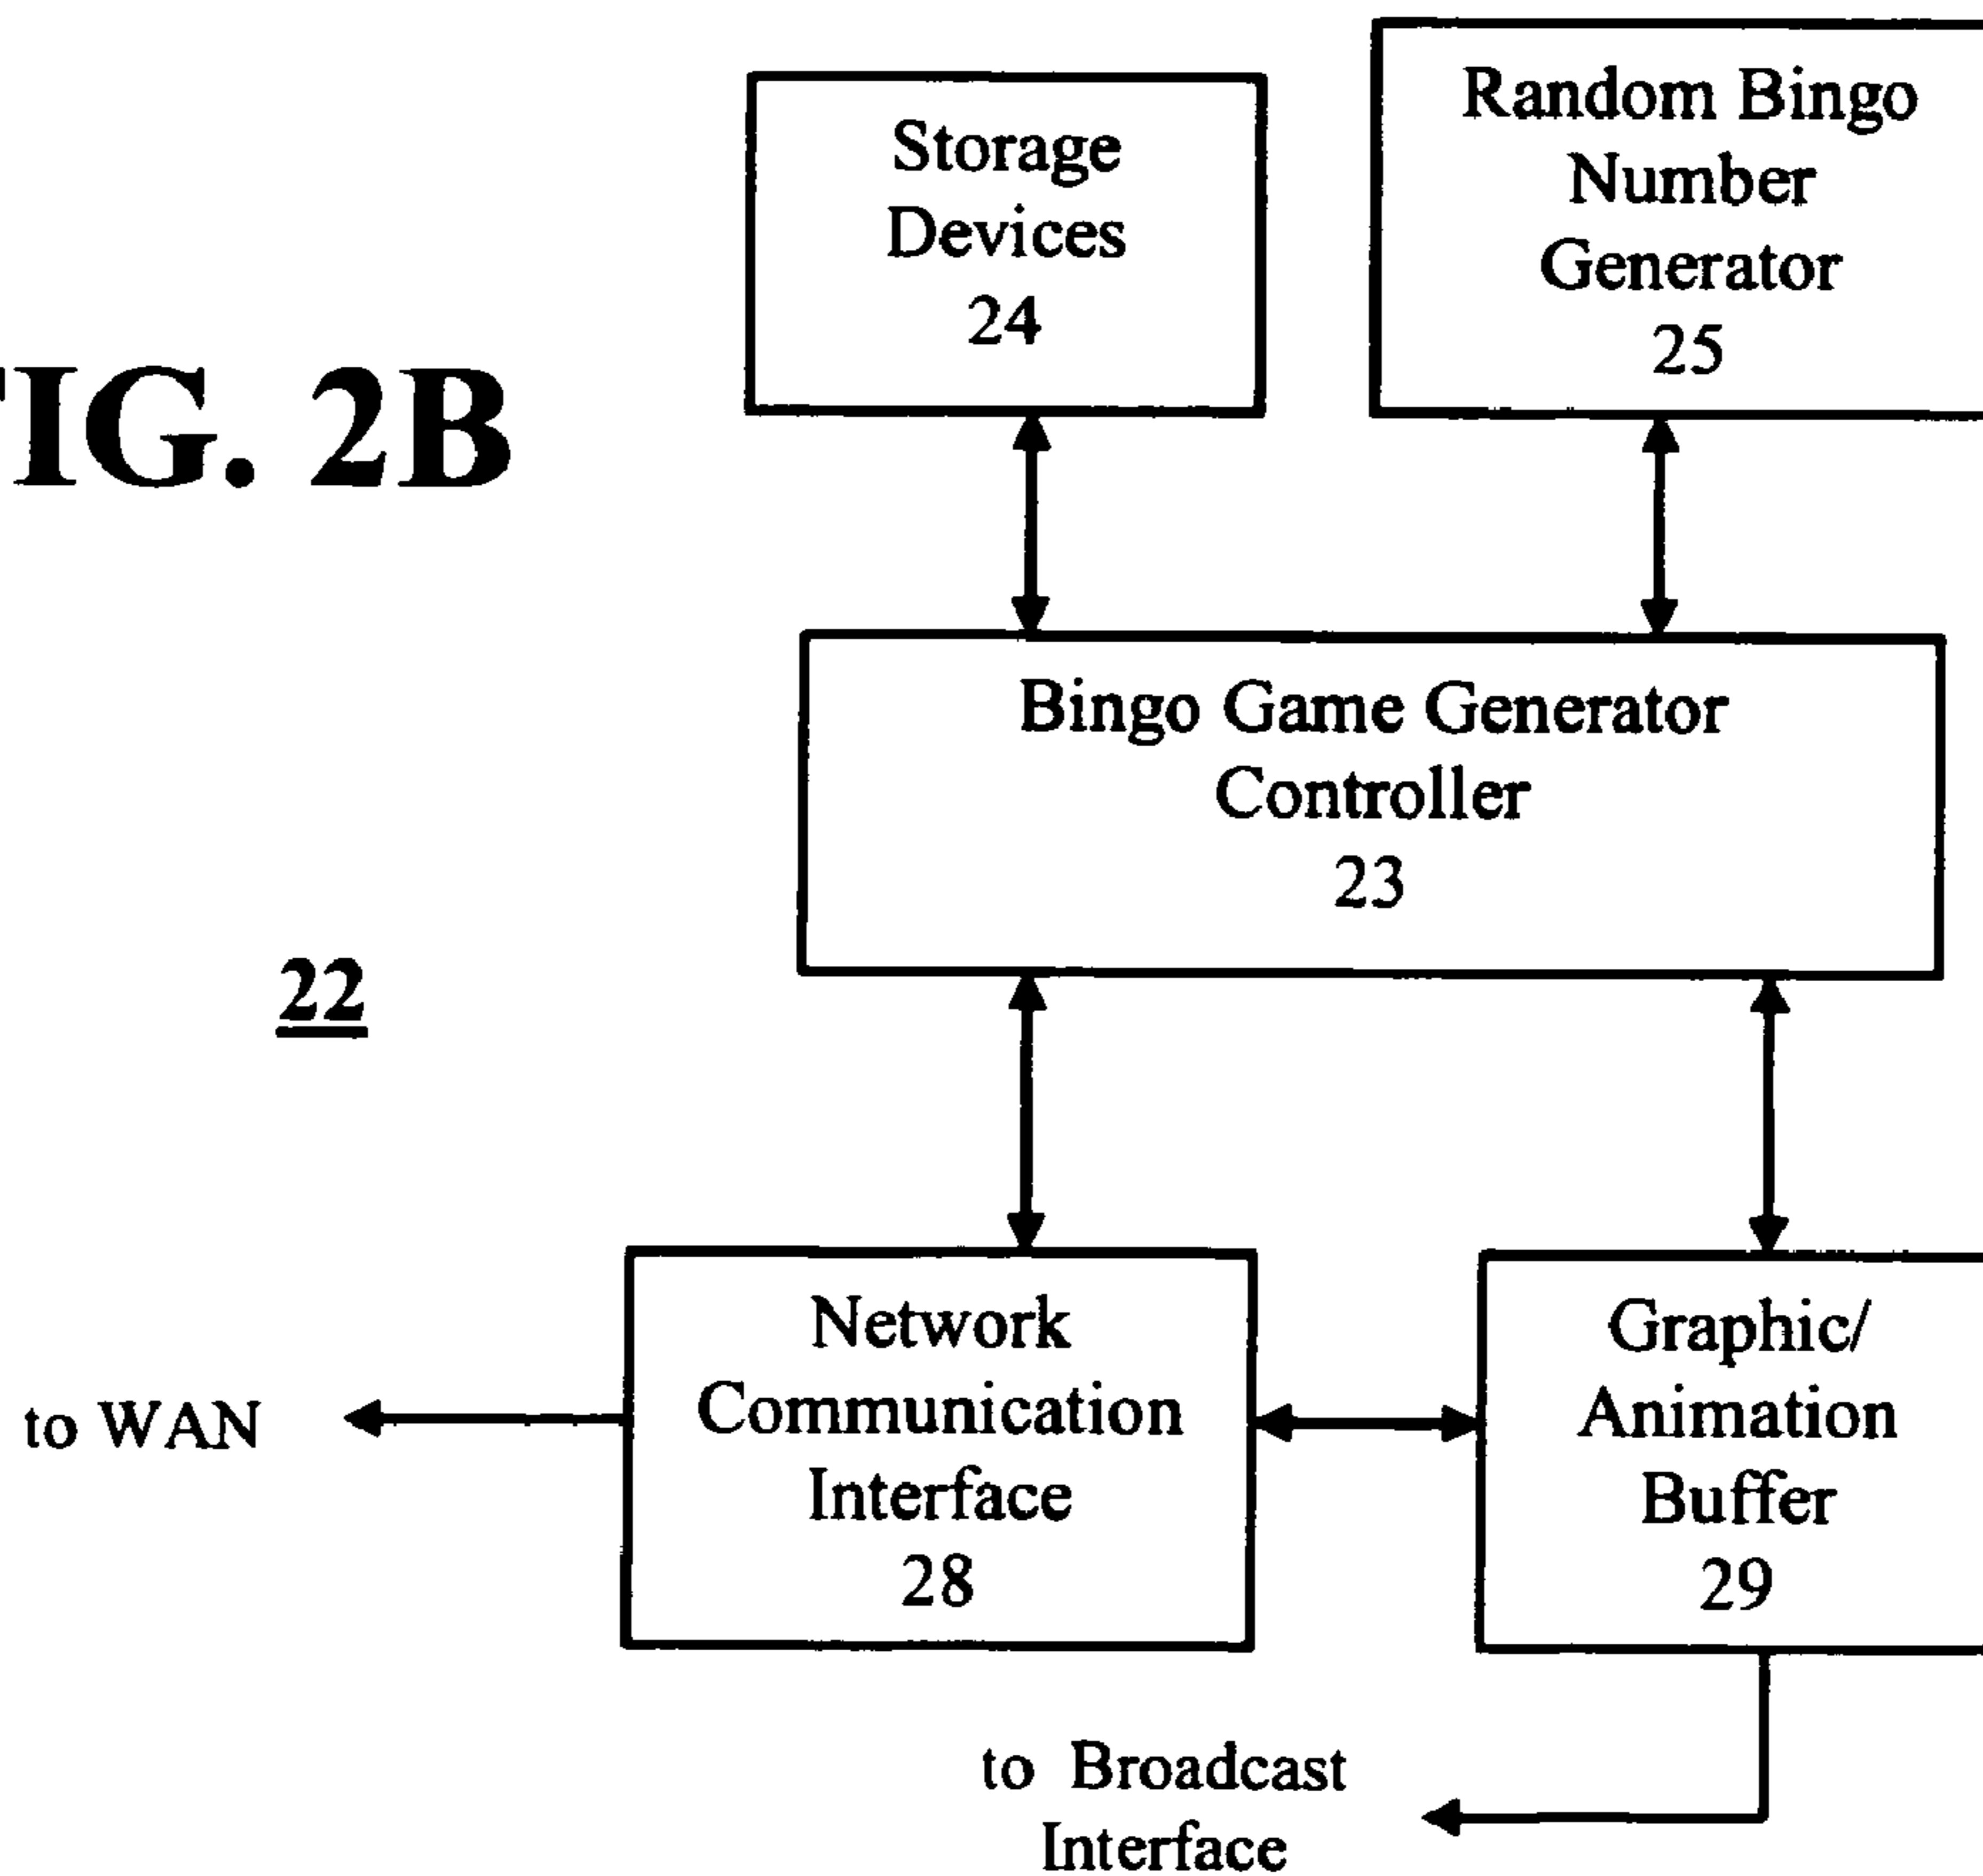 Storage
Devices
24
Random Bingo
Number
Generator
25
IG. 2B
Bingo Game Generator
Controller
23
22
Network
Communication
Interface
28
Graphic/
Animation
Buffer
29
to WAN
to Broadcast
Interface